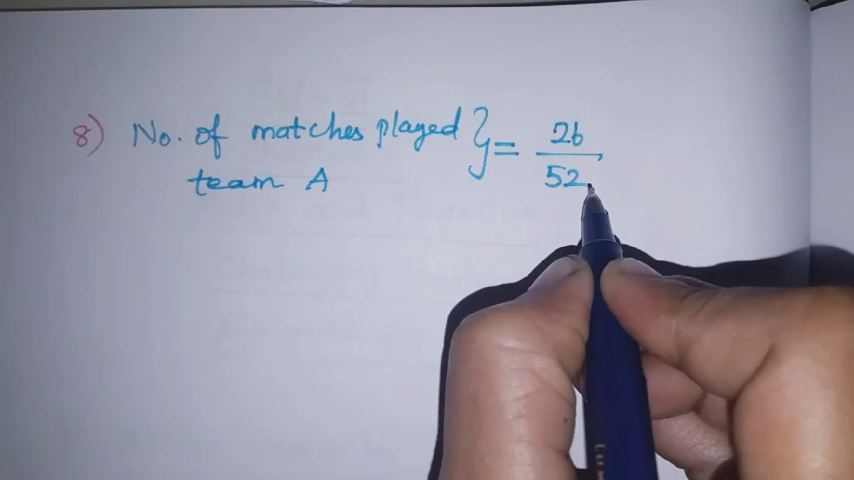 8) No. of matches played } = 26/52
team A